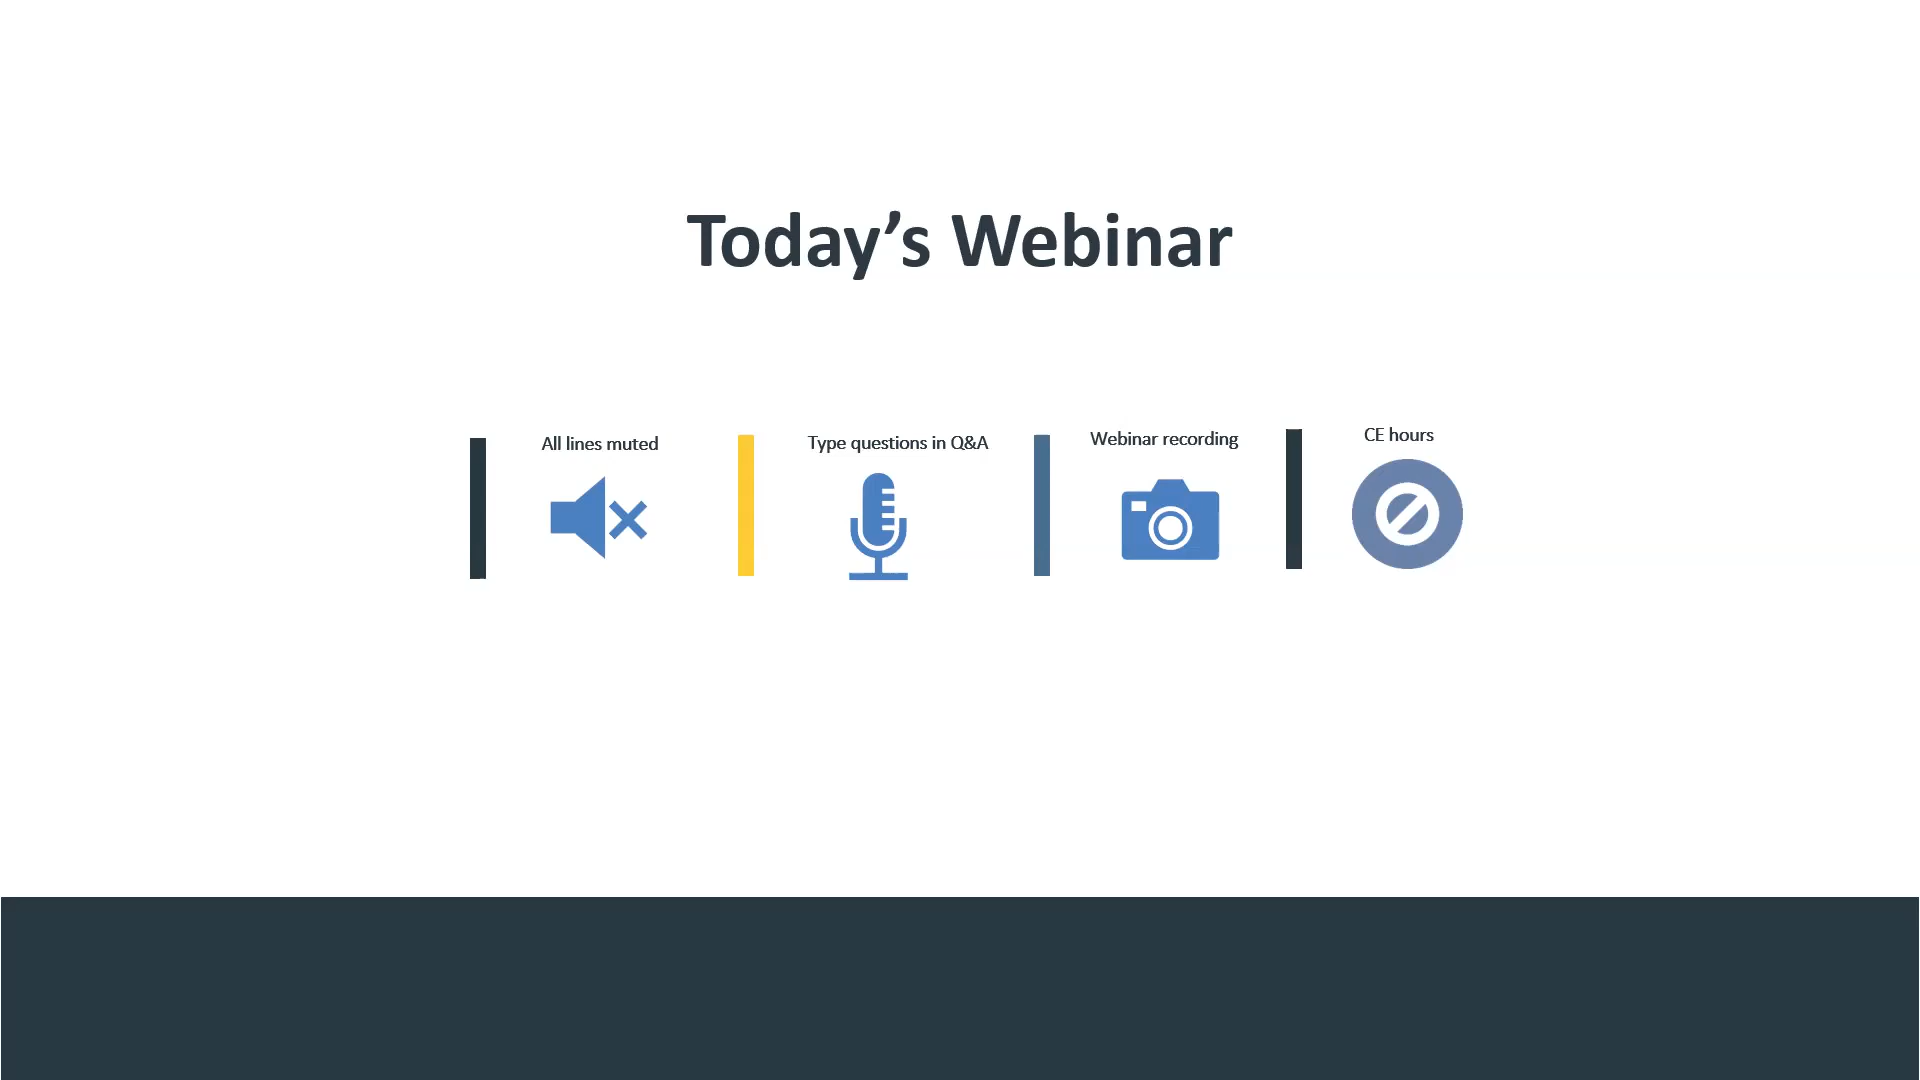 Today’s Webinar
All lines muted
Type questions in Q&A
Webinar recording
CE hours